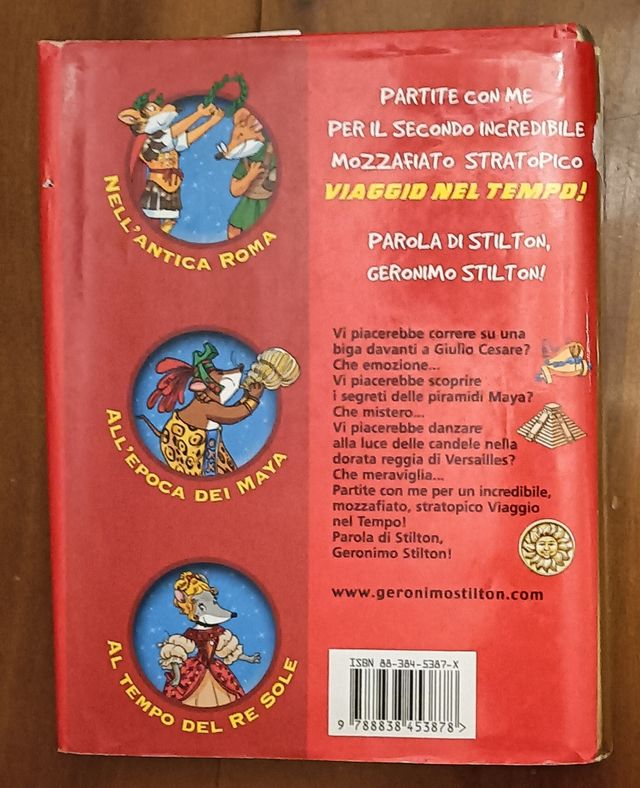 NELL'ANTICA ROMA
ALL'EPOCA DEI MAYA
AL TEMPO DEL RE SOLE
PARTITE CON ME
PER IL SECONDO INCREDIBILE
MOZZAFIATO STRATOPICO
VIAGGIO NEL TEMPO!
PAROLA DI STILTON,
GERONIMO STILTON!
Vi piacerebbe correre su una
biga davanti a Giulio Cesare?
Che emozione...
Vi piacerebbe scoprire
i segreti delle piramidi Maya?
Che mistero...
Vi piacerebbe danzare
alla luce delle candele nella
dorata reggia di Versailles?
Che meraviglia...
Partite con me per un incredibile,
mozzafiato, stratopico Viaggio
nel Tempo!
Parola di Stilton,
Geronimo Stilton!
www.geronimostilton.com
ISBN 88-384-5387-X
9 788838 453878 >